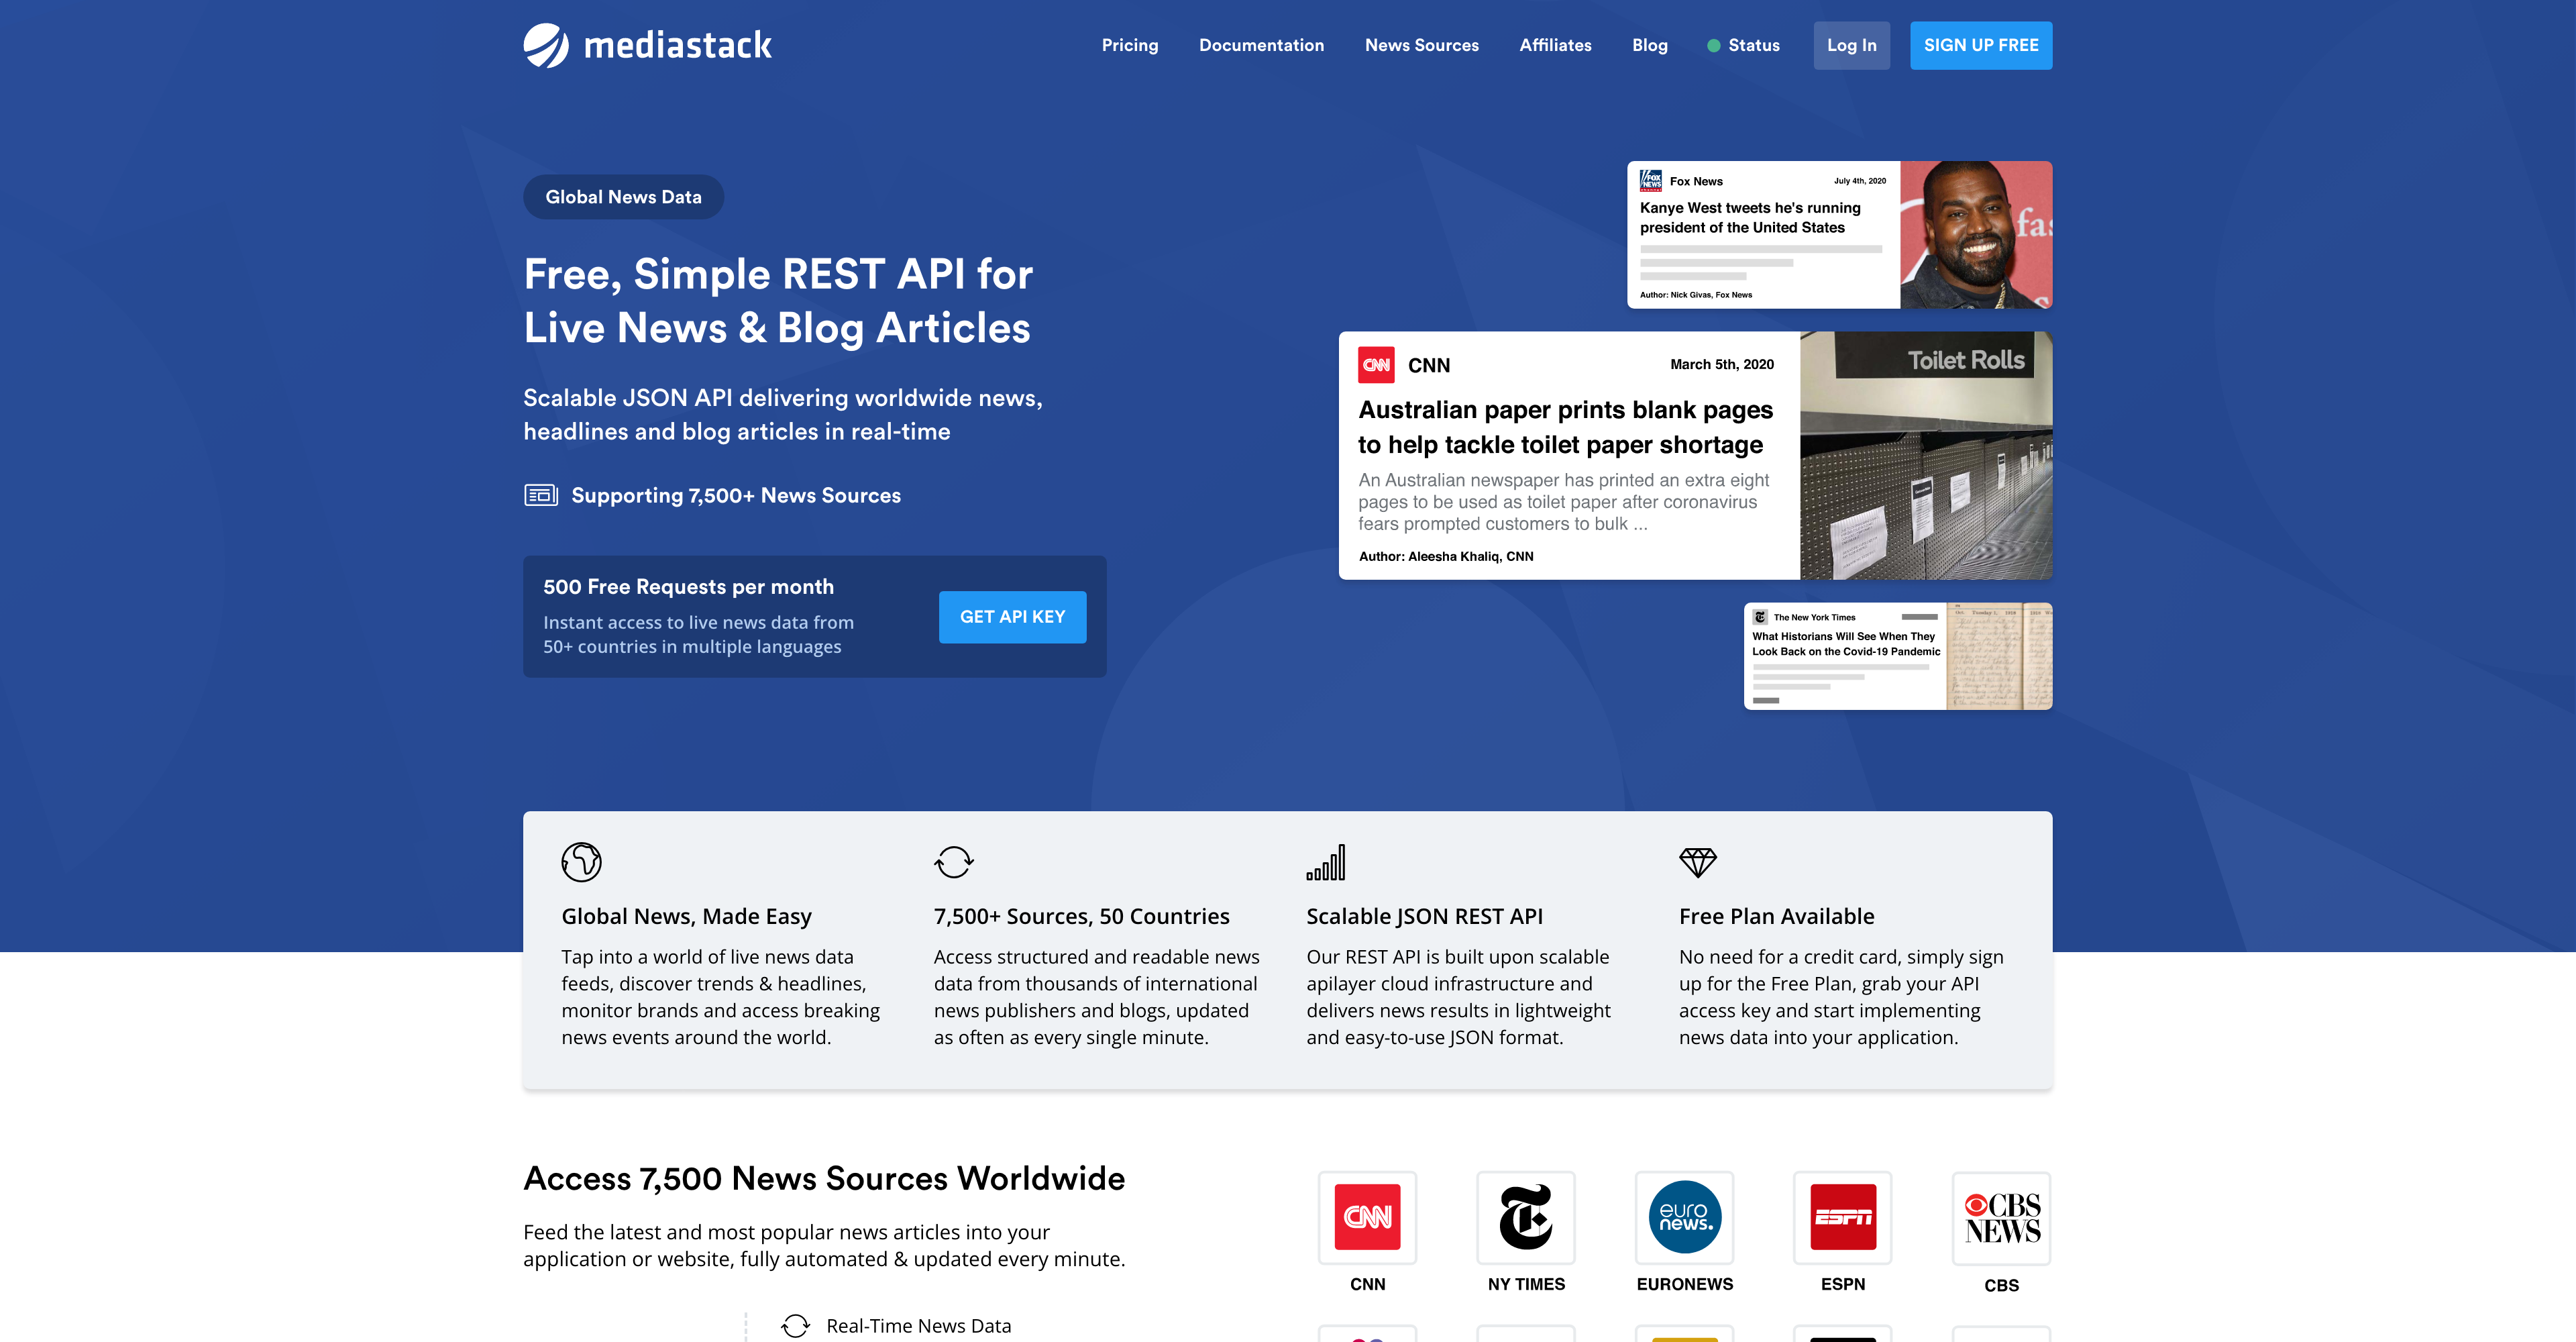 mediastack
Pricing
Documentation
News Sources
Affiliates
Blog
Status
Log In
SIGN UP FREE
Global News Data
Free, Simple REST API for
Live News & Blog Articles
Scalable JSON API delivering worldwide news,
headlines and blog articles in real-time
Supporting 7,500+ News Sources
500 Free Requests per month
Instant access to live news data from
50+ countries in multiple languages
GET API KEY
FOX
NEWS
channel
Fox News
July 4th, 2020
Kanye West tweets he's running
president of the United States
Author: Nick Givas, Fox News
fas
CNN
CNN
March 5th, 2020
Australian paper prints blank pages
to help tackle toilet paper shortage
An Australian newspaper has printed an extra eight
pages to be used as toilet paper after coronavirus
fears prompted customers to bulk ...
Author: Aleesha Khaliq, CNN
Toilet Rolls
The New York Times
What Historians Will See When They
Look Back on the Covid-19 Pandemic
Global News, Made Easy
Tap into a world of live news data
feeds, discover trends & headlines,
monitor brands and access breaking
news events around the world.
7,500+ Sources, 50 Countries
Access structured and readable news
data from thousands of international
news publishers and blogs, updated
as often as every single minute.
Scalable JSON REST API
Our REST API is built upon scalable
apilayer cloud infrastructure and
delivers news results in lightweight
and easy-to-use JSON format.
Free Plan Available
No need for a credit card, simply sign
up for the Free Plan, grab your API
access key and start implementing
news data into your application.
Access 7,500 News Sources Worldwide
Feed the latest and most popular news articles into your
application or website, fully automated & updated every minute.
Real-Time News Data
CNN
CNN
NY TIMES
euro
news.
EURONEWS
ESPN
ESPN
CBS
NEWS
CBS